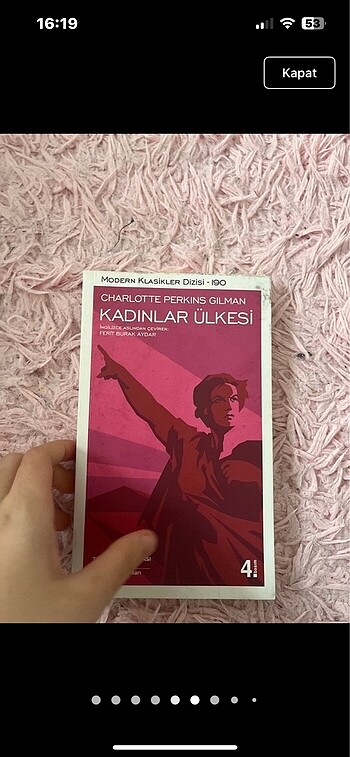 16:19
53
Kapat
MODERN KLASİKLER DİZİSİ - 190
CHARLOTTE PERKINS GILMAN
KADINLAR ÜLKESİ
İNGİLİZCE ASLINDAN ÇEVİREN:
FERİT BURAK AYDAR
4.
basım